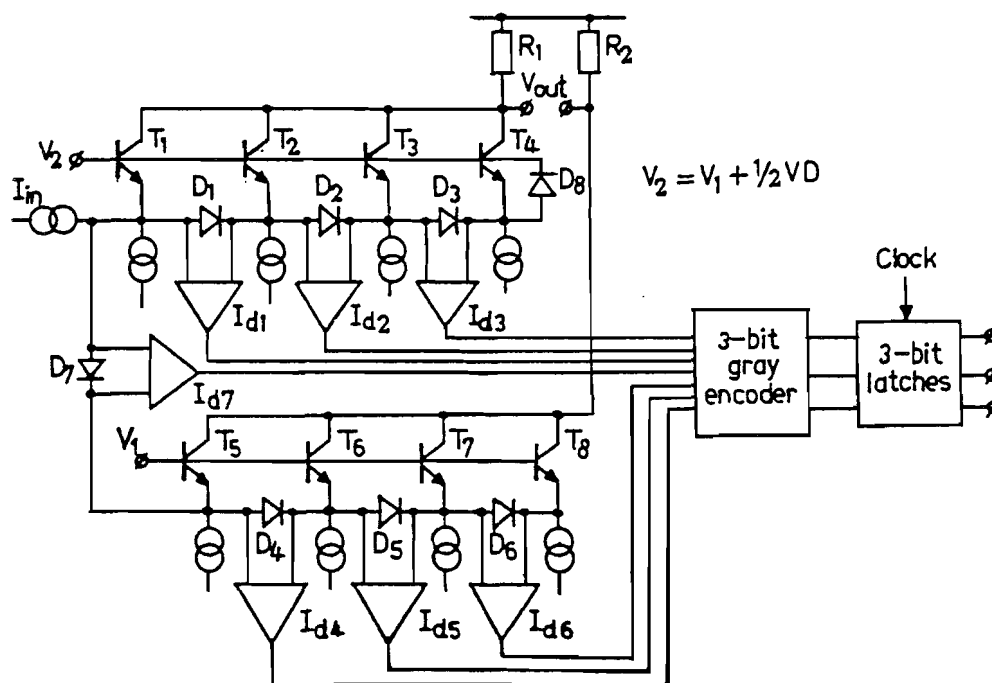 R1
R2
Vout
V2
T1
T2
T3
T4
Iin
D1
D2
D3
D8
V2 = V1 + 1/2 VD
Id1
Id2
Id3
Clock
D7
Id7
3-bit
gray
encoder
3-bit
latches
V1
T5
T6
T7
T8
D4
D5
D6
Id4
Id5
Id6